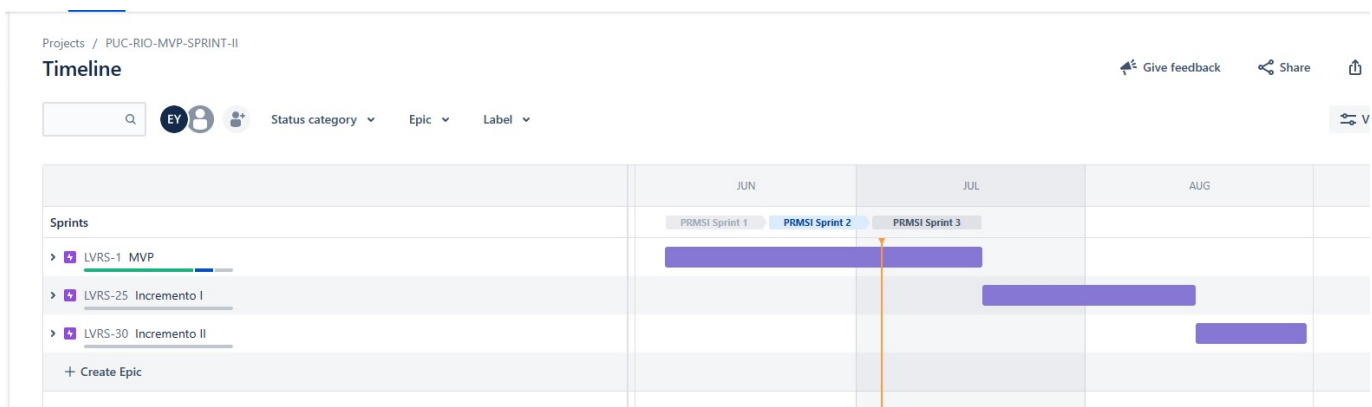 Projects / PUC-RIO-MVP-SPRINT-II
Timeline
Give feedback
Share
EY
Status category
Epic
Label
V
JUN
JUL
AUG
Sprints
PRMSI Sprint 1
PRMSI Sprint 2
PRMSI Sprint 3
LVRS-1 MVP
LVRS-25 Incremento I
LVRS-30 Incremento II
+ Create Epic